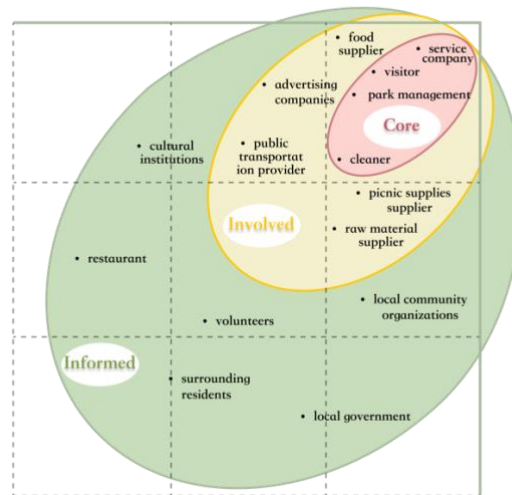 food
supplier
service
company
visitor
advertising
companies
park management
Core
cultural
institutions
public
transportat
ion provider
cleaner
picnic supplies
supplier
Involved
raw material
supplier
restaurant
local community
organizations
volunteers
Informed
surrounding
residents
local government